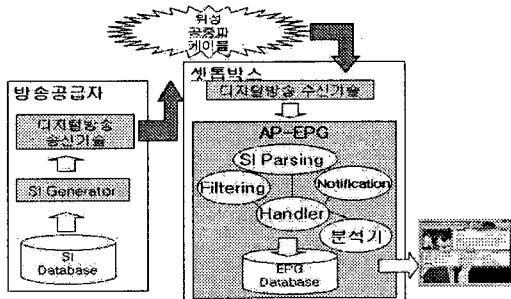 위성
공중파
케이블
방송공급자
디지털방송
송신기술
SI Generator
SI
Database
셋톱박스
디지털방송 수신기술
AP-EPG
SI Parsing
Filtering
Notification
Handler
분석기
EPG
Database